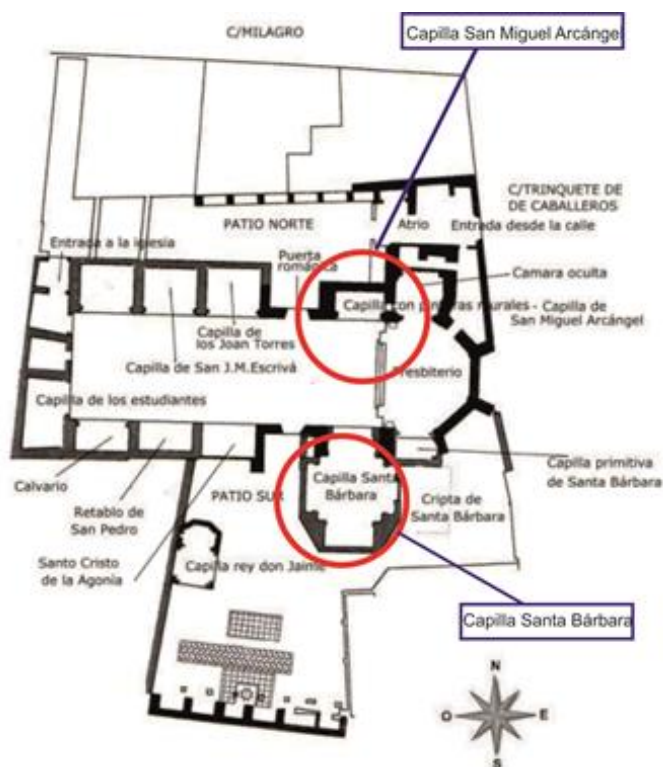 Capilla San Miguel Arcánge
C/MILAGRO
C/TRINQUETE DE
DE CABALLEROS
PATIO NORTE
Atrio
Entrada desde la calle
Entrada a la iglesia
Puerta
románica
Camara oculta
Capilla con pinturas murales - Capilla de
San Miguel Arcángel
Capilla de
los Joan Torres
Capilla de San J.M.Escrivá
Presbiterio
Capilla de los estudiantes
Capilla primitiva
de Santa Bárbara
Calvario
Capilla Santa
Bárbara
PATIO SUR
Cripta de
Santa Bárbara
Retablo de
San Pedro
Santo Cristo
de la Agonía
Capilla rey don Jaime
Capilla Santa Bárbara
N
O
E
S